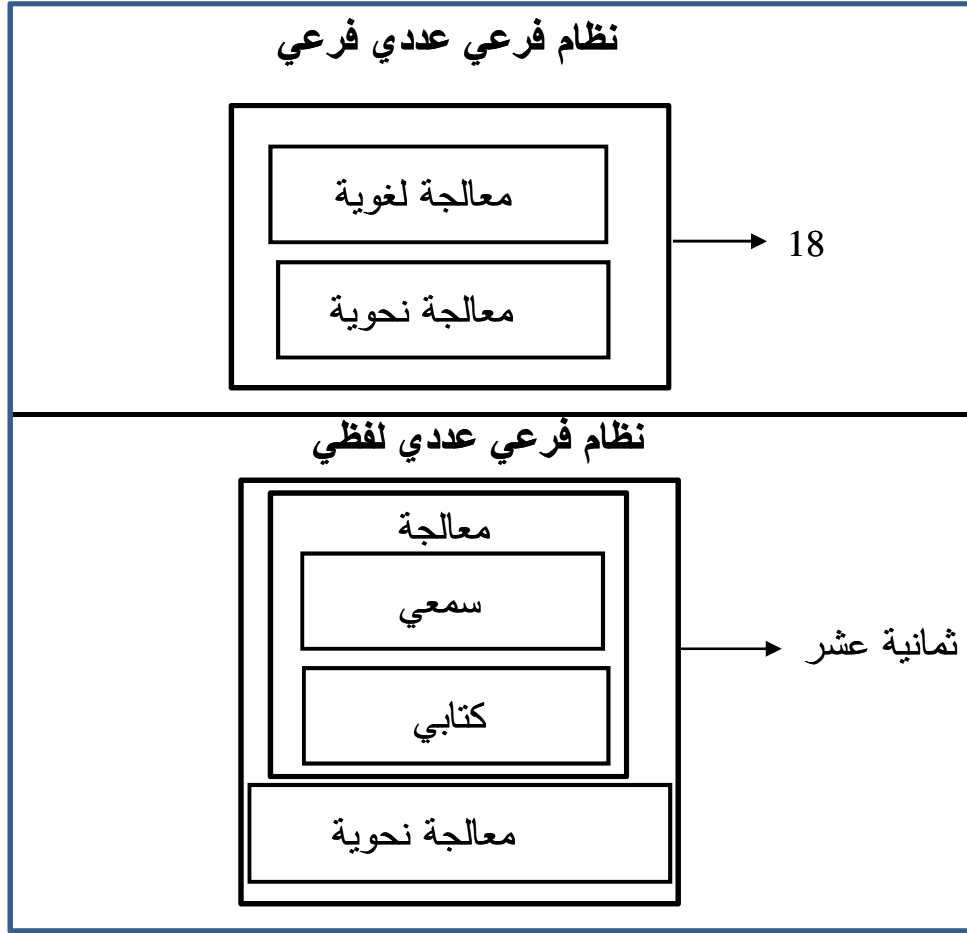 نظام فرعي عددي فرعي
معالجة لغوية
18
معالجة نحوية
نظام فرعي عددي لفظي
معالجة
سمعي
ثمانية عشر
كتابي
معالجة نحوية